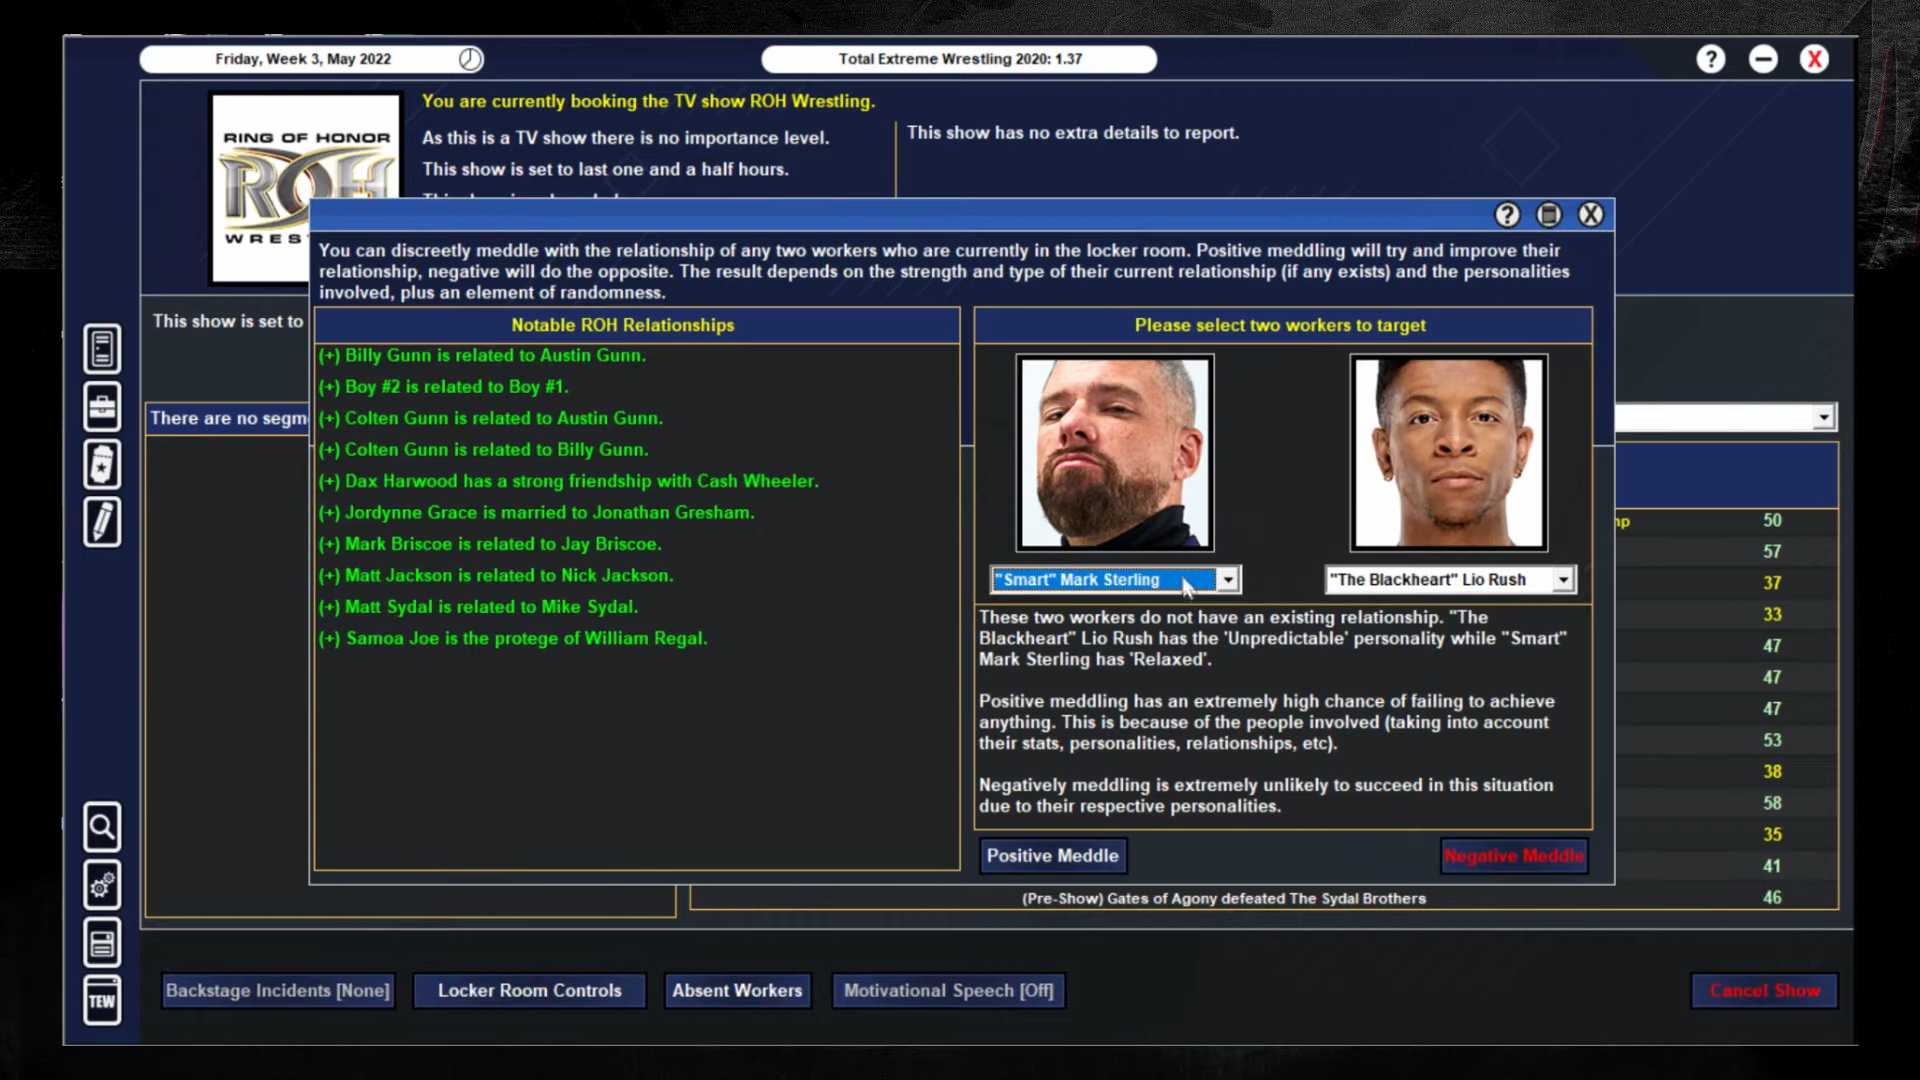 Friday, Week 3, May 2022
Total Extreme Wrestling 2020: 1.37
?
X
RING OF HONOR
ROH
WRES
You are currently booking the TV show ROH Wrestling.
As this is a TV show there is no importance level.
This show is set to last one and a half hours.
This show has no extra details to report.
? X
You can discreetly meddle with the relationship of any two workers who are currently in the locker room. Positive meddling will try and improve their
relationship, negative will do the opposite. The result depends on the strength and type of their current relationship (if any exists) and the personalities
involved, plus an element of randomness.
This show is set to
There are no segm
Notable ROH Relationships
(+) Billy Gunn is related to Austin Gunn.
(+) Boy #2 is related to Boy #1.
(+) Colten Gunn is related to Austin Gunn.
(+) Colten Gunn is related to Billy Gunn.
(+) Dax Harwood has a strong friendship with Cash Wheeler.
(+) Jordynne Grace is married to Jonathan Gresham.
(+) Mark Briscoe is related to Jay Briscoe.
(+) Matt Jackson is related to Nick Jackson.
(+) Matt Sydal is related to Mike Sydal.
(+) Samoa Joe is the protege of William Regal.
Please select two workers to target
"Smart" Mark Sterling
"The Blackheart" Lio Rush
These two workers do not have an existing relationship. "The
Blackheart" Lio Rush has the 'Unpredictable' personality while "Smart"
Mark Sterling has 'Relaxed'.
Positive meddling has an extremely high chance of failing to achieve
anything. This is because of the people involved (taking into account
their stats, personalities, relationships, etc).
Negatively meddling is extremely unlikely to succeed in this situation
due to their respective personalities.
Positive Meddle
Negative Meddle
50
57
37
33
47
47
47
53
38
58
35
41
(Pre-Show) Gates of Agony defeated The Sydal Brothers
46
TEW
Backstage Incidents [None]
Locker Room Controls
Absent Workers
Motivational Speech [Off]
Cancel Show